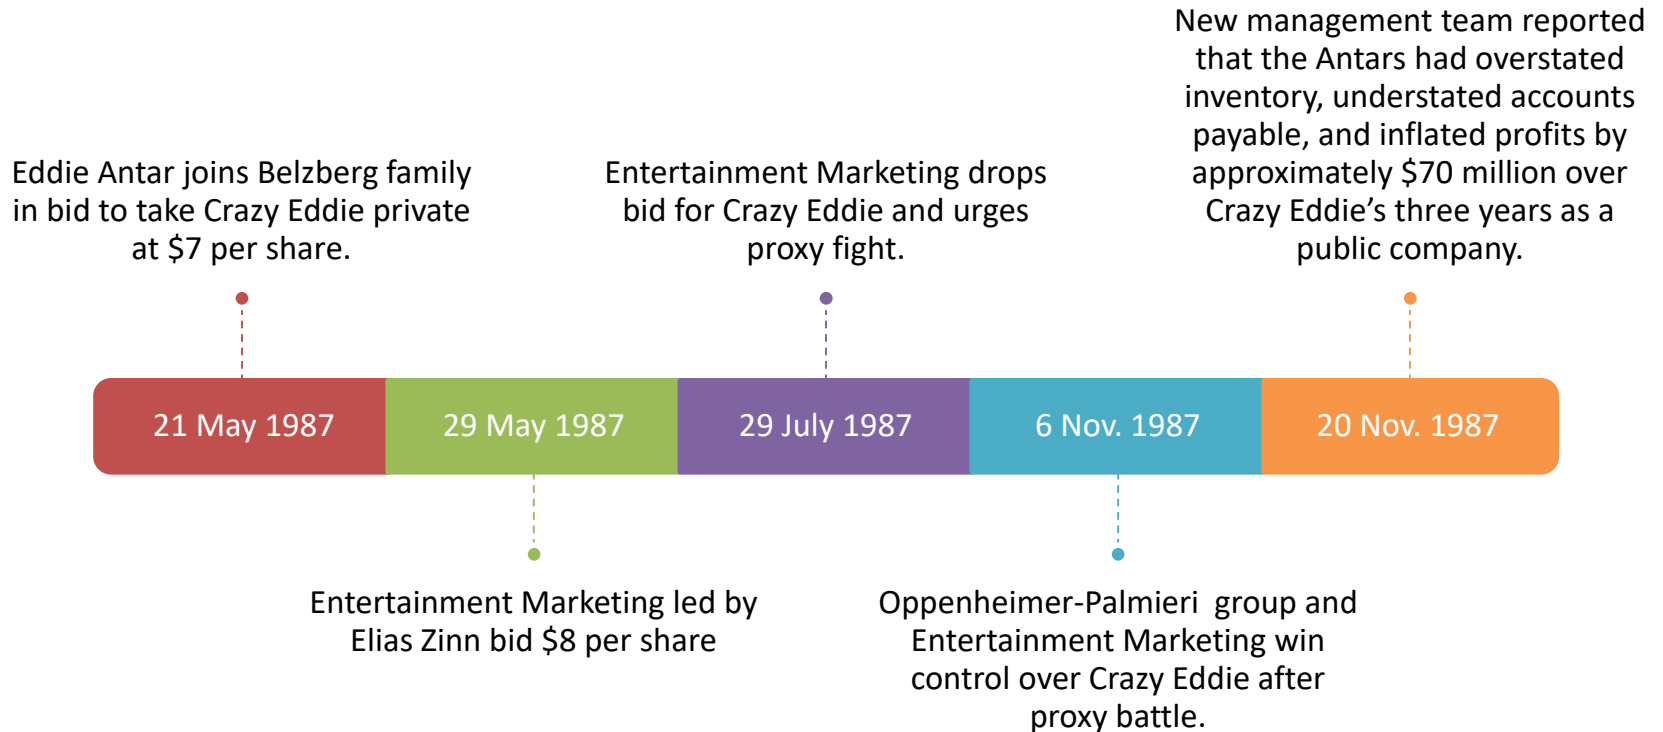 Eddie Antar joins Belzberg family
in bid to take Crazy Eddie private
at $7 per share.
Entertainment Marketing drops
bid for Crazy Eddie and urges
proxy fight.
New management team reported
that the Antars had overstated
inventory, understated accounts
payable, and inflated profits by
approximately $70 million over
Crazy Eddie’s three years as a
public company.
21 May 1987
29 May 1987
29 July 1987
6 Nov. 1987
20 Nov. 1987
Entertainment Marketing led by
Elias Zinn bid $8 per share
Oppenheimer-Palmieri  group and
Entertainment Marketing win
control over Crazy Eddie after
proxy battle.